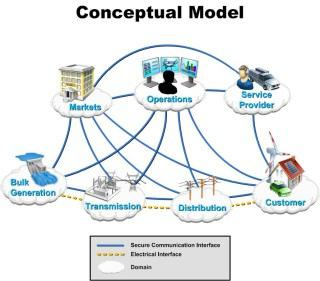 Conceptual Model
Markets
Operations
Service
Provider
Bulk
Generation
Transmission
Distribution
Customer
Secure Communication Interface
Electrical Interface
Domain